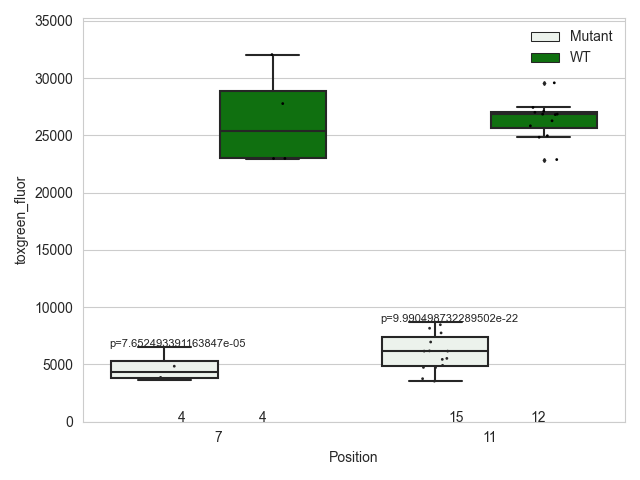 35000
Mutant
WT
30000
25000
20000
15000
10000
5000
0
toxgreen_fluor
p=7.652493391163847e-05
p=9.990498732289502e-22
4 4 15 12
7 11
Position